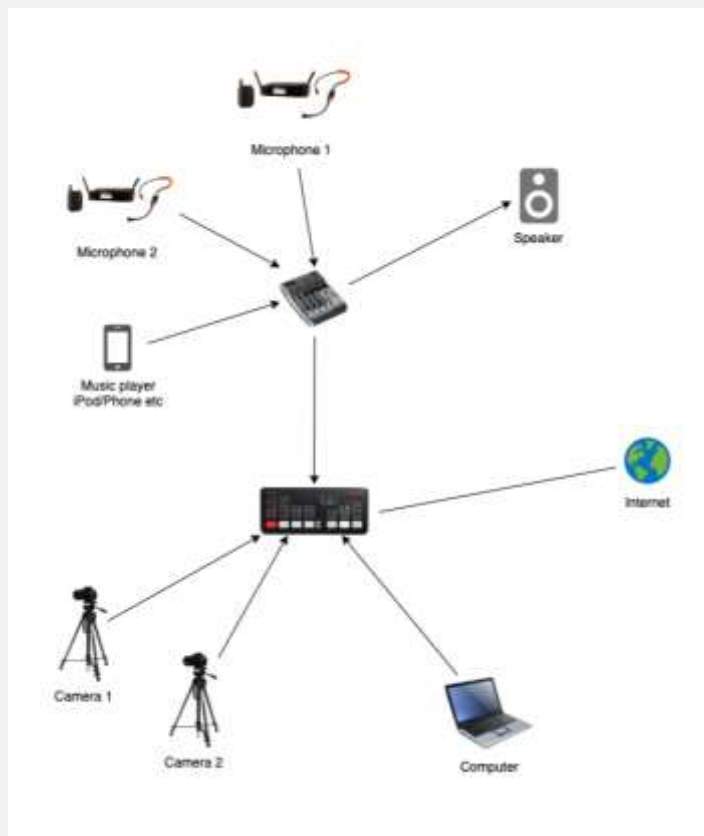 Microphone 1
Microphone 2
Speaker
Music player
iPod/Phone etc
Internet
Camera 1
Camera 2
Computer